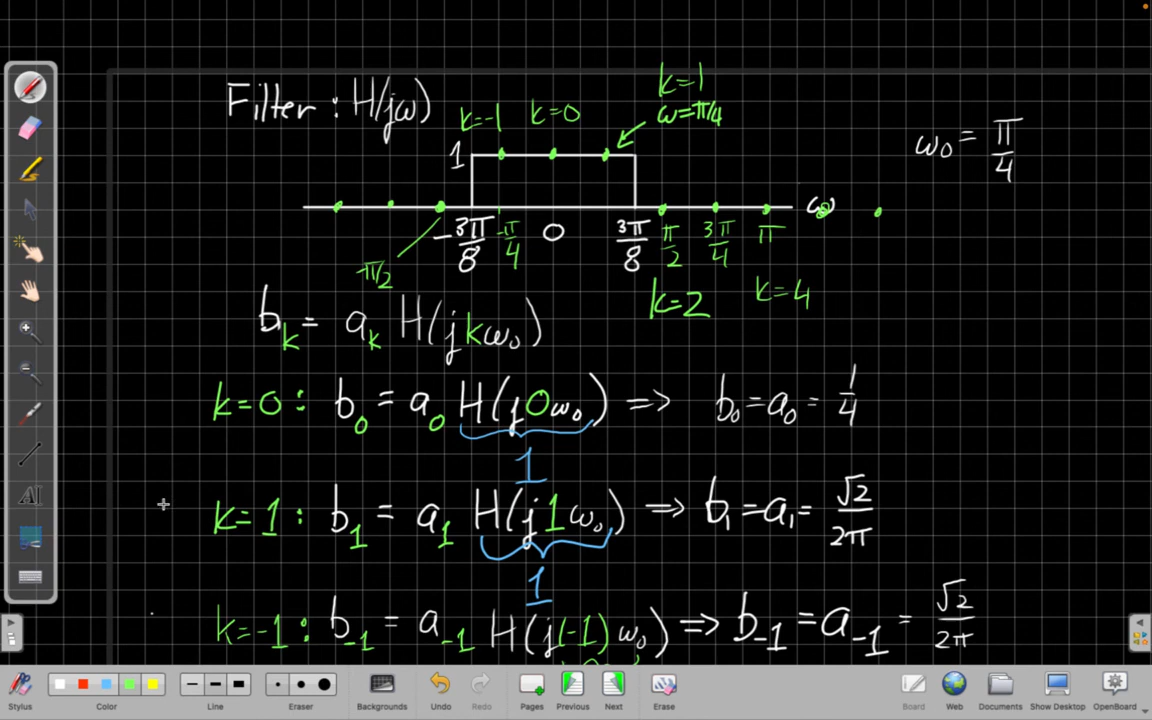 k=1
Filter : H(jω)
k=-1 k=0 ω=π/4
1
ω₀ = π/4
ω
-3π/8 -π/4 0 3π/8 π/2 3π/4 π
-π/2
k=2 k=4
bₖ = aₖ H(jkω₀)
k=0 : b₀ = a₀ H(j0ω₀) => b₀ = a₀ = 1/4
1
k=1 : b₁ = a₁ H(j1ω₀) => b₁ = a₁ = √2/2π
1
k=-1 : b₋₁ = a₋₁ H(j(-1)ω₀) => b₋₁ = a₋₁ = √2/2π
Stylus Color Line Eraser Backgrounds Undo Redo Pages Previous Next Erase Board Web Documents Show Desktop OpenBoard